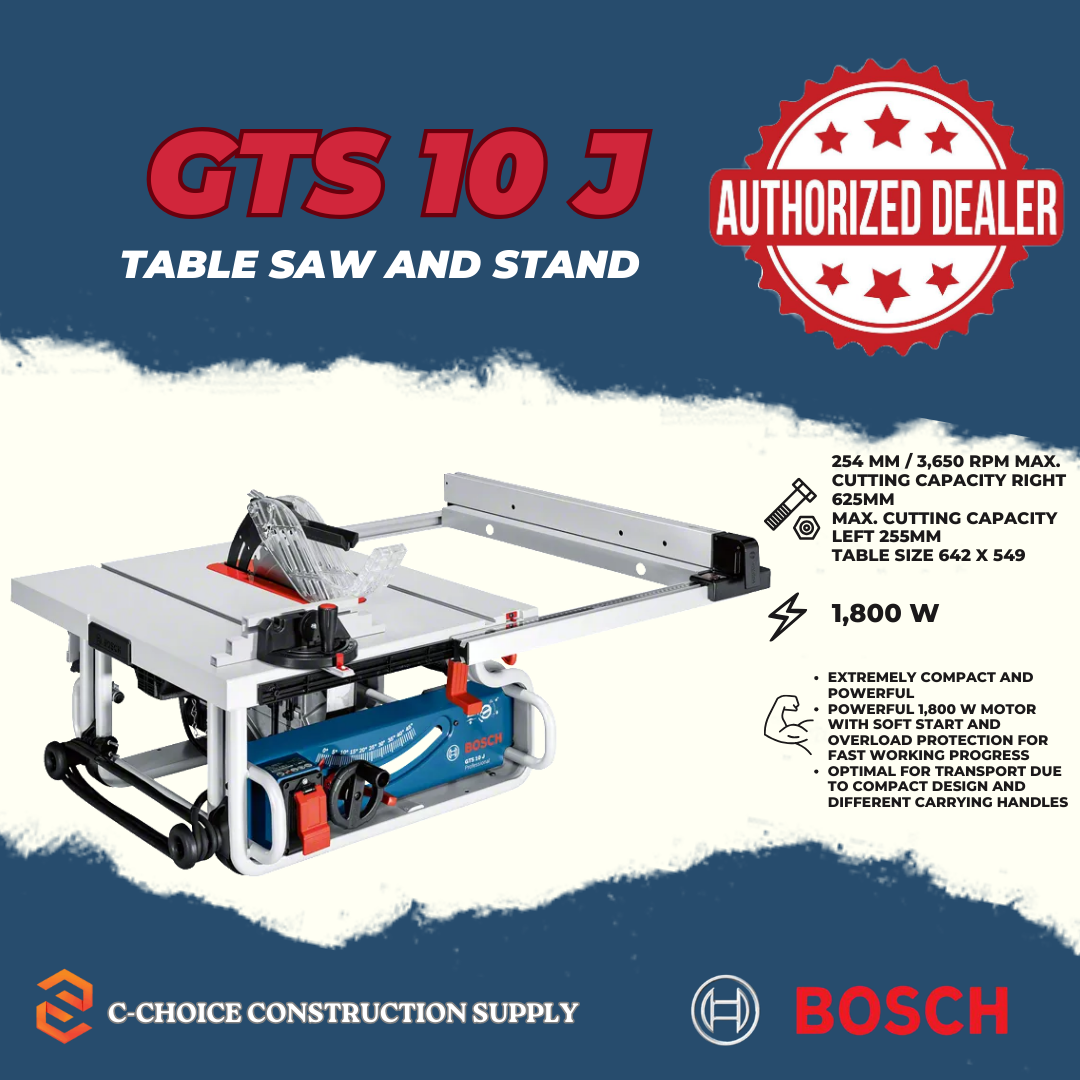 GTS 10 J
TABLE SAW AND STAND
AUTHORIZED DEALER
254 MM / 3,650 RPM MAX.
CUTTING CAPACITY RIGHT
625MM
MAX. CUTTING CAPACITY
LEFT 255MM
TABLE SIZE 642 X 549
1,800 W
• EXTREMELY COMPACT AND
POWERFUL
• POWERFUL 1,800 W MOTOR
WITH SOFT START AND
OVERLOAD PROTECTION FOR
FAST WORKING PROGRESS
• OPTIMAL FOR TRANSPORT DUE
TO COMPACT DESIGN AND
DIFFERENT CARRYING HANDLES
BOSCH
BOSCH
GTS 10 J
Professional
C-CHOICE CONSTRUCTION SUPPLY
BOSCH